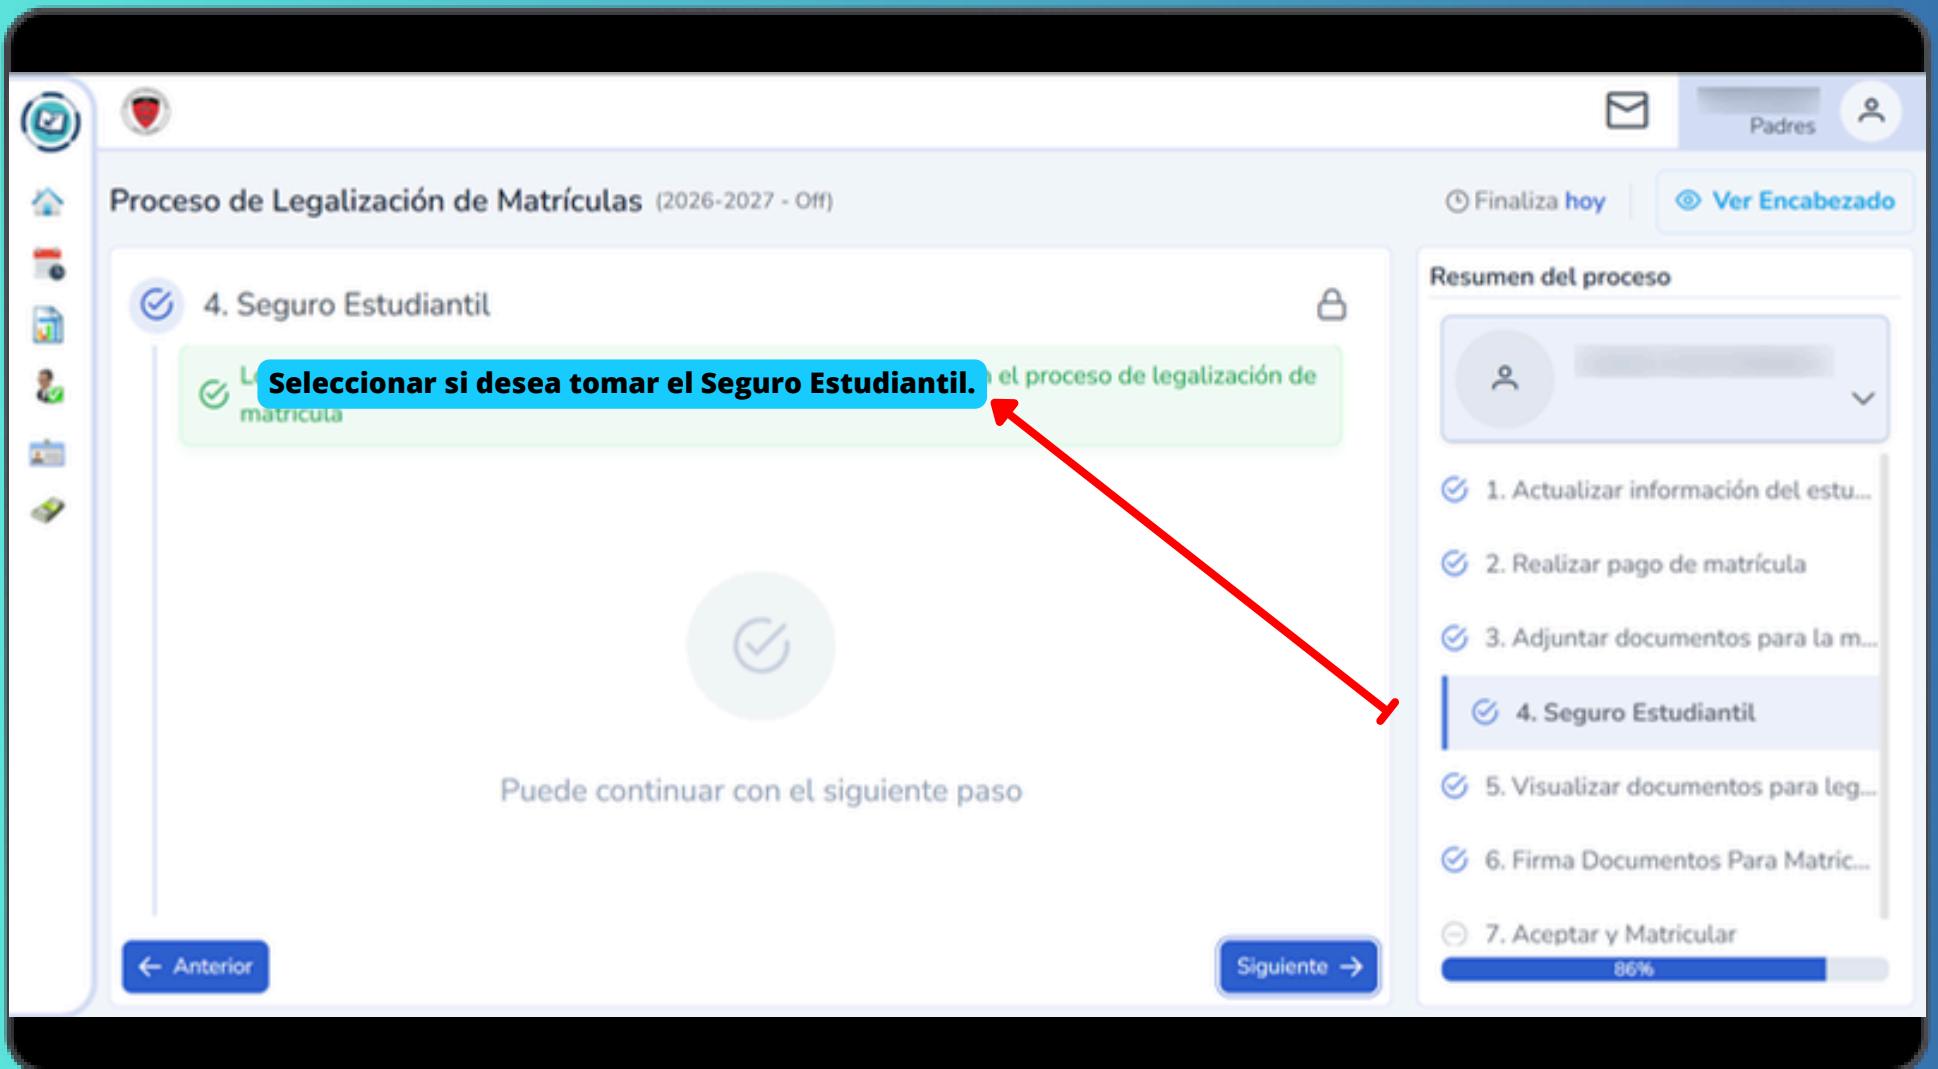 Padres
Proceso de Legalización de Matrículas (2026-2027 - Off)
Finaliza hoy
Ver Encabezado
4. Seguro Estudiantil
Seleccionar si desea tomar el Seguro Estudiantil.
el proceso de legalización de
matrícula
Puede continuar con el siguiente paso
Anterior
Siguiente
Resumen del proceso
1. Actualizar información del estu...
2. Realizar pago de matrícula
3. Adjuntar documentos para la m...
4. Seguro Estudiantil
5. Visualizar documentos para leg...
6. Firma Documentos Para Matric...
7. Aceptar y Matricular
86%